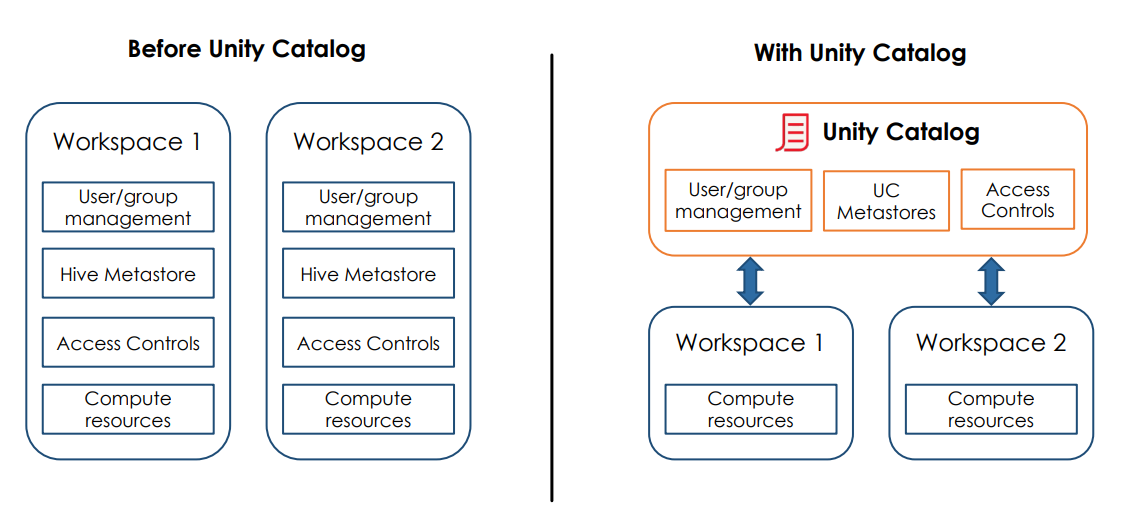 Before Unity Catalog
Workspace 1
User/group
management
Hive Metastore
Access Controls
Compute
resources
Workspace 2
User/group
management
Hive Metastore
Access Controls
Compute
resources
With Unity Catalog
Unity Catalog
User/group
management
UC
Metastores
Access
Controls
Workspace 1
Compute
resources
Workspace 2
Compute
resources